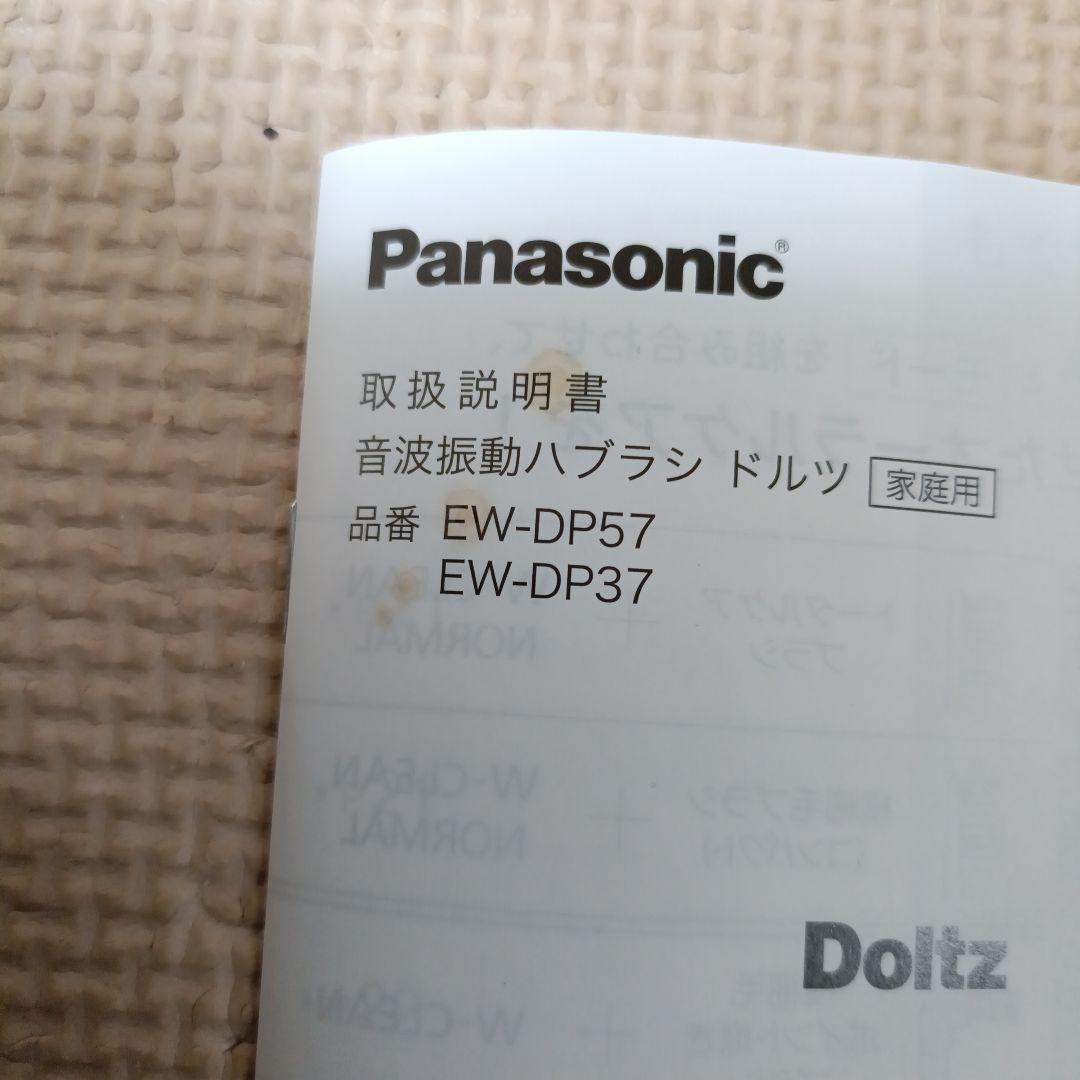 Panasonic®
取扱説明書
音波振動ハブラシ ドルツ 家庭用
品番 EW-DP57
EW-DP37
Doltz